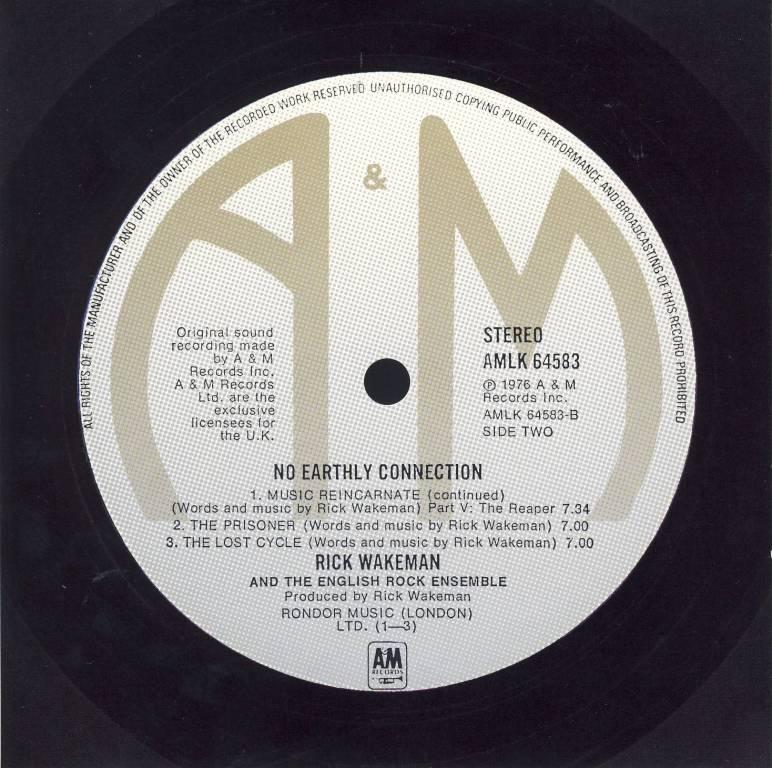 ALL RIGHTS OF THE MANUFACTURER AND OF THE OWNER OF THE RECORDED WORK RESERVED UNAUTHORISED COPYING PUBLIC PERFORMANCE AND BROADCASTING OF THIS RECORD PROHIBITED
A & M
Original sound
recording made
by A & M
Records Inc.
A & M Records
Ltd. are the
exclusive
licensees for
the U.K.
STEREO
AMLK 64583
℗ 1976 A & M
Records Inc.
AMLK 64583-B
SIDE TWO
NO EARTHLY CONNECTION
1. MUSIC REINCARNATE (continued)
(Words and music by Rick Wakeman) Part V: The Reaper 7.34
2. THE PRISONER (Words and music by Rick Wakeman) 7.00
3. THE LOST CYCLE (Words and music by Rick Wakeman) 7.00
RICK WAKEMAN
AND THE ENGLISH ROCK ENSEMBLE
Produced by Rick Wakeman
RONDOR MUSIC (LONDON)
LTD. (1—3)
A&M
RECORDS